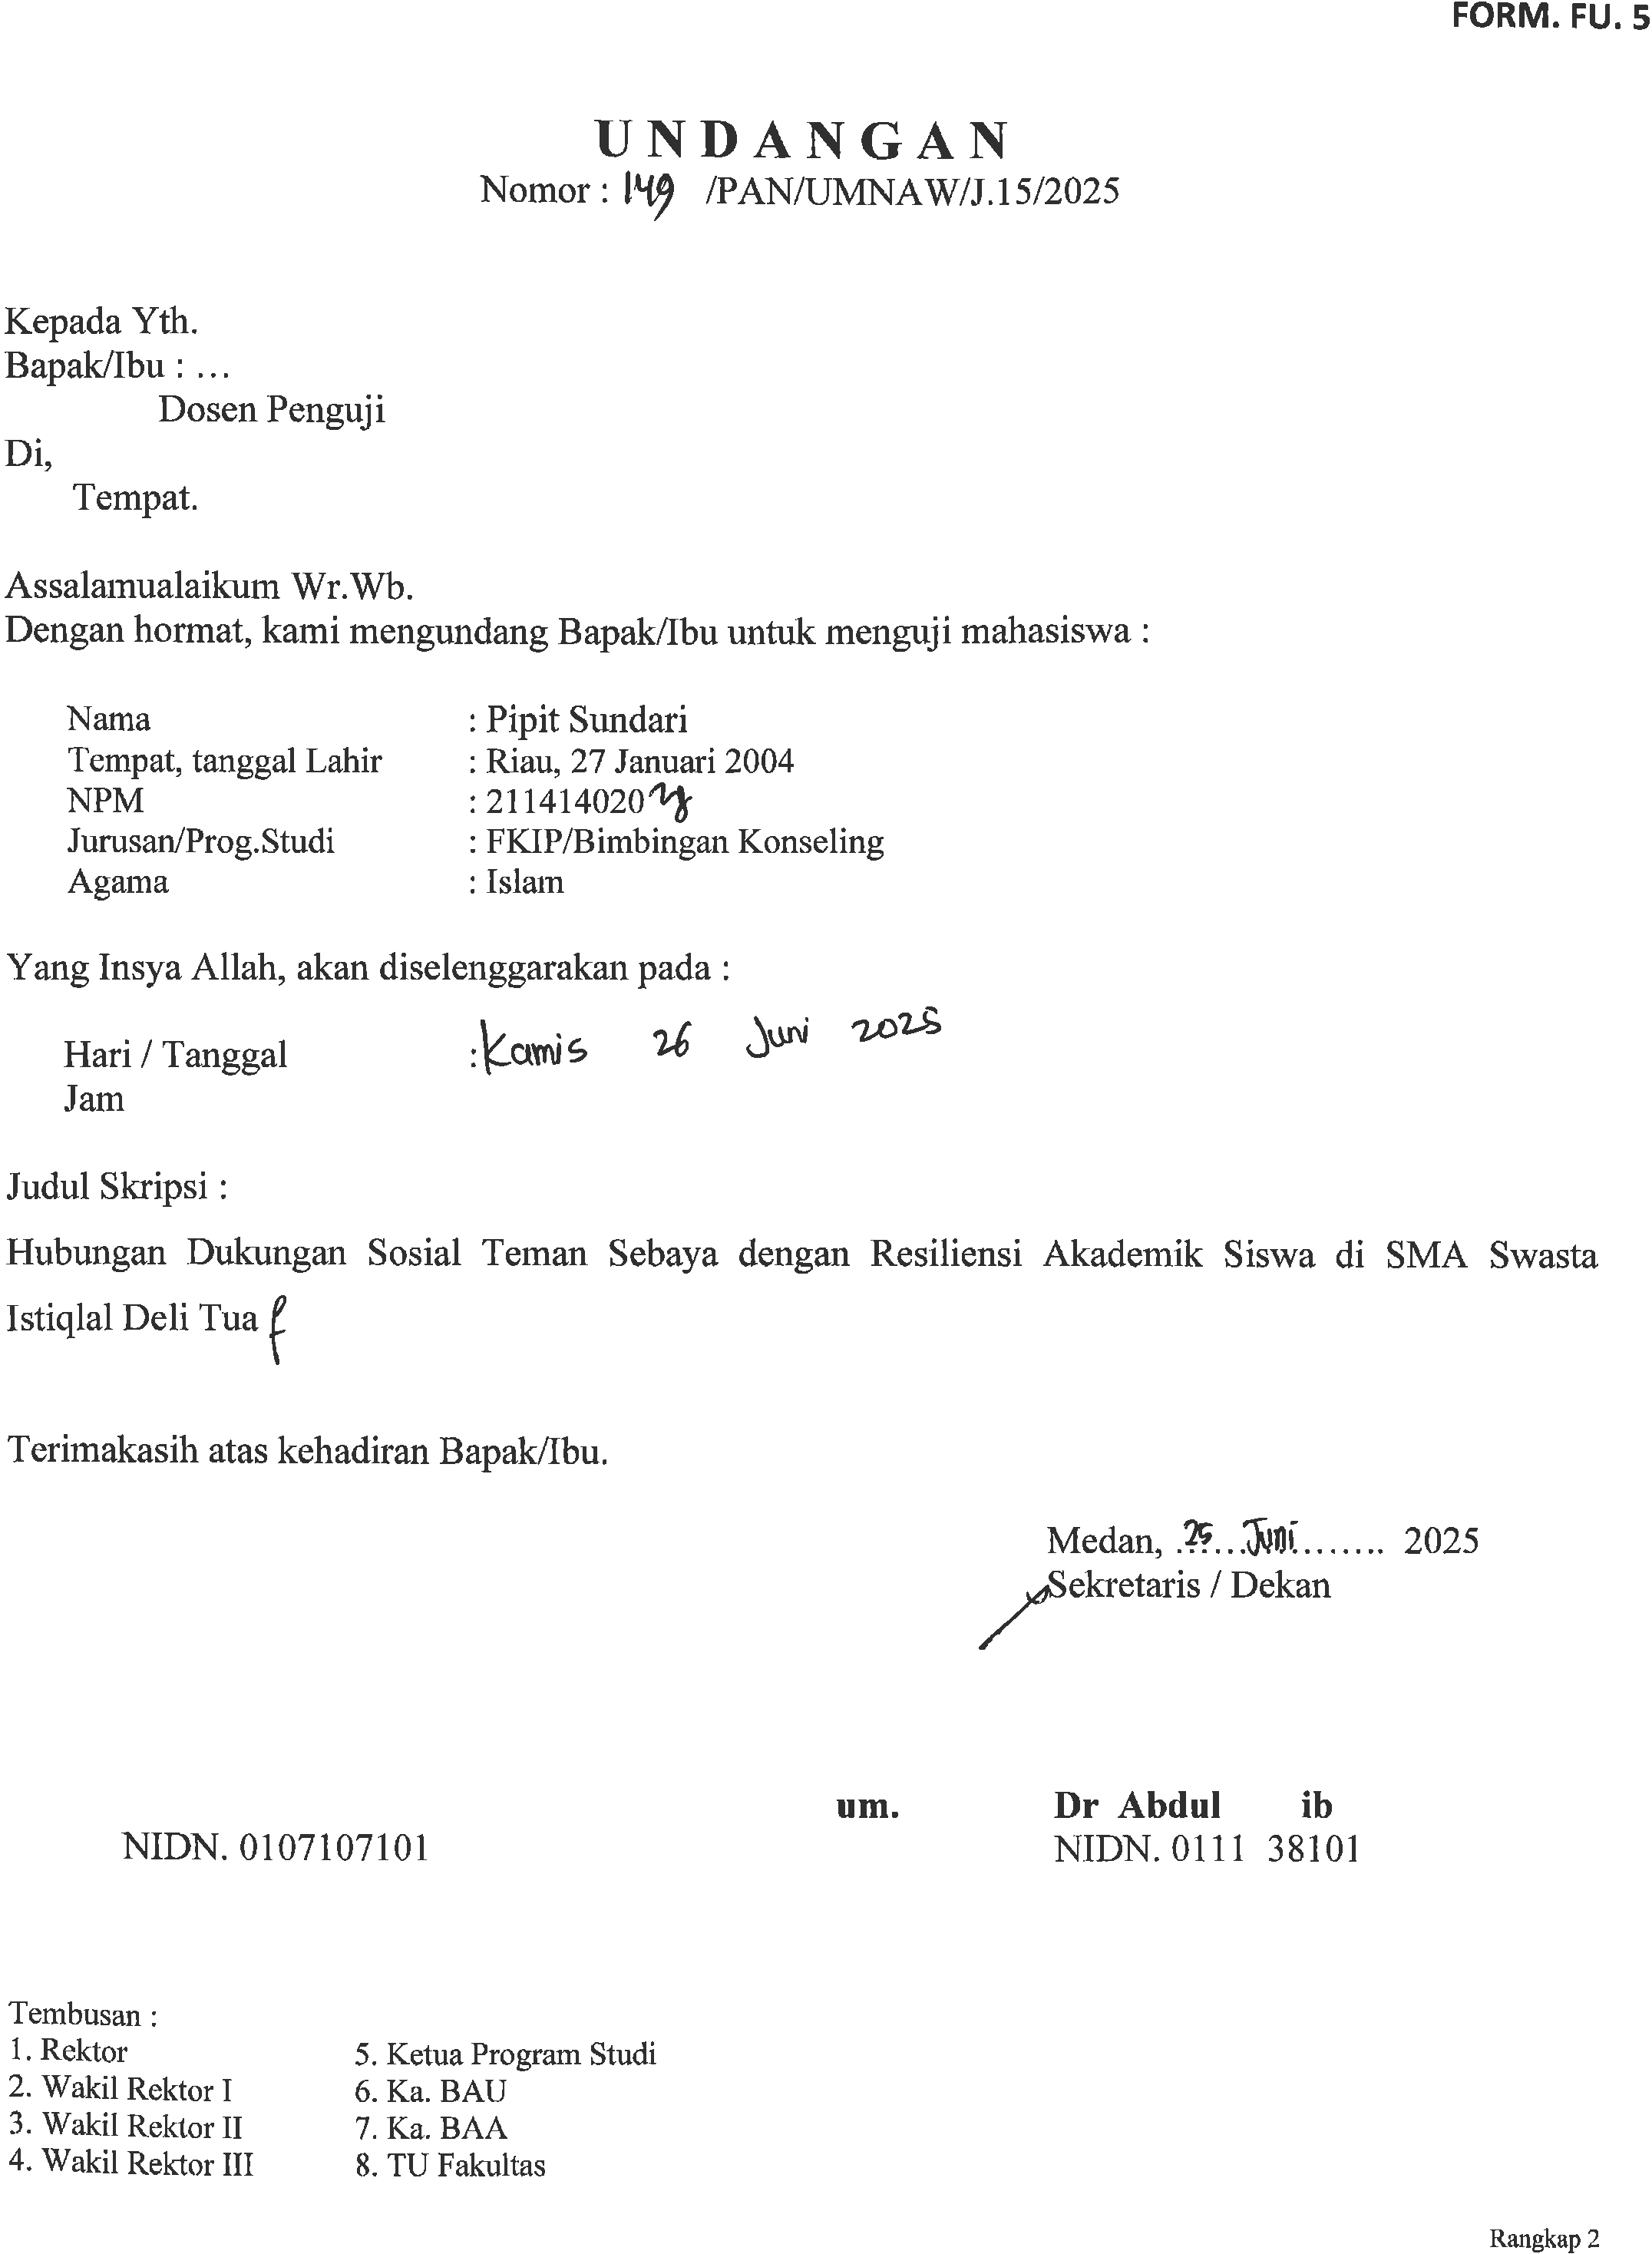 FORM. FU. 5
UNDANGAN
Nomor : 149 /PAN/UMNAW/J.15/2025
Kepada Yth.
Bapak/Ibu : ...
Dosen Penguji
Di,
Tempat.
Assalamualaikum Wr.Wb.
Dengan hormat, kami mengundang Bapak/Ibu untuk menguji mahasiswa :
Nama : Pipit Sundari
Tempat, tanggal Lahir : Riau, 27 Januari 2004
NPM : 211414020
Jurusan/Prog.Studi : FKIP/Bimbingan Konseling
Agama : Islam
Yang Insya Allah, akan diselenggarakan pada :
Hari / Tanggal : Kamis 26 Juni 2025
Jam
Judul Skripsi :
Hubungan Dukungan Sosial Teman Sebaya dengan Resiliensi Akademik Siswa di SMA Swasta
Istiqlal Deli Tua
Terimakasih atas kehadiran Bapak/Ibu.
Medan, ..25...Juni......... 2025
Sekretaris / Dekan
um. Dr Abdul ib
NIDN. 0107107101 NIDN. 0111 38101
Tembusan :
1. Rektor 5. Ketua Program Studi
2. Wakil Rektor I 6. Ka. BAU
3. Wakil Rektor II 7. Ka. BAA
4. Wakil Rektor III 8. TU Fakultas
Rangkap 2